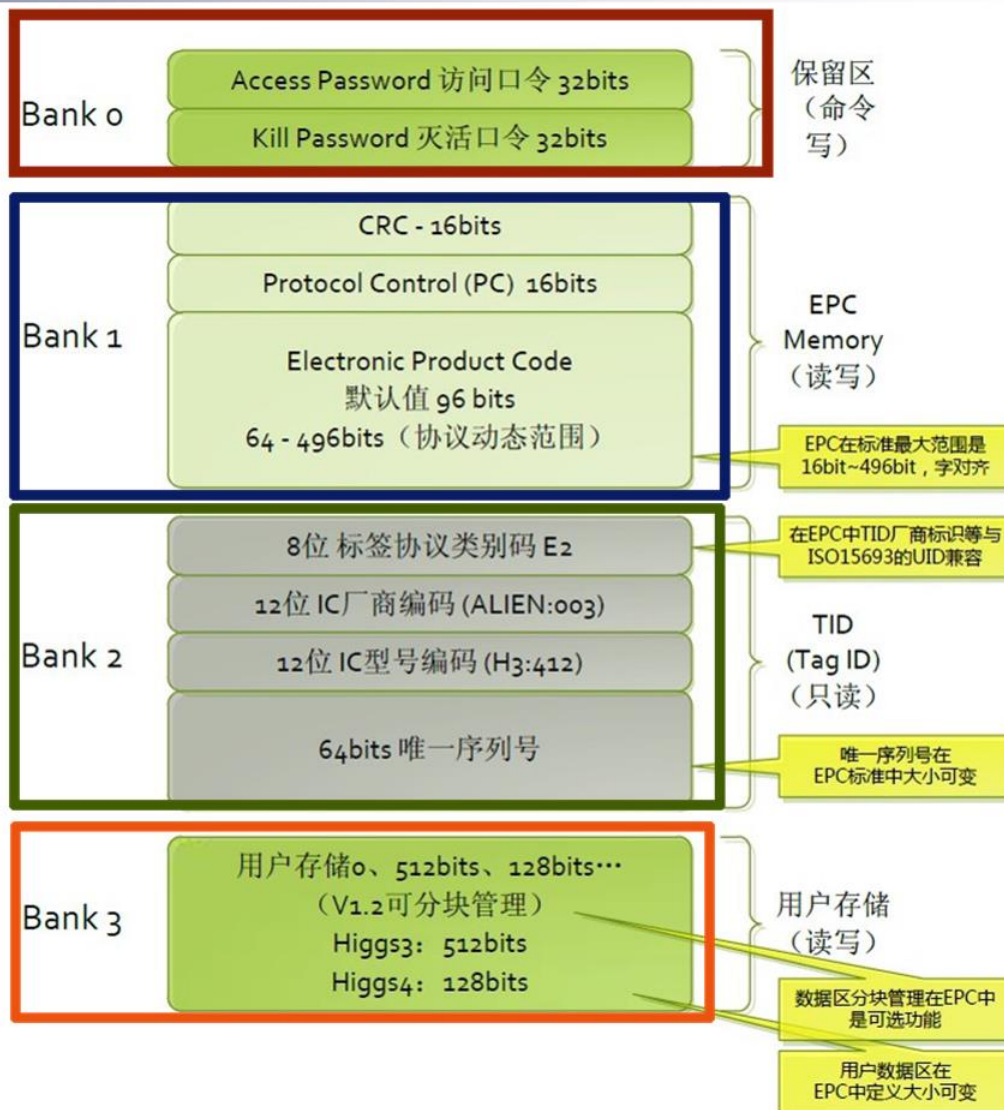 Bank 0
Access Password 访问口令 32bits
Kill Password 灭活口令 32bits
保留区
（命令
写）
Bank 1
CRC - 16bits
Protocol Control (PC) 16bits
Electronic Product Code
默认值 96 bits
64 - 496bits（协议动态范围）
EPC
Memory
（读写）
EPC在标准最大范围是
16bit~496bit，字对齐
Bank 2
8位 标签协议类别码 E2
12位 IC厂商编码 (ALIEN:003)
12位 IC型号编码 (H3:412)
64bits 唯一序列号
在EPC中TID厂商标识等与
ISO15693的UID兼容
TID
(Tag ID)
（只读）
唯一序列号在
EPC标准中大小可变
Bank 3
用户存储0、512bits、128bits…
（V1.2可分块管理）
Higgs3：512bits
Higgs4：128bits
用户存储
（读写）
数据区分块管理在EPC中
是可选功能
用户数据区在
EPC中定义大小可变